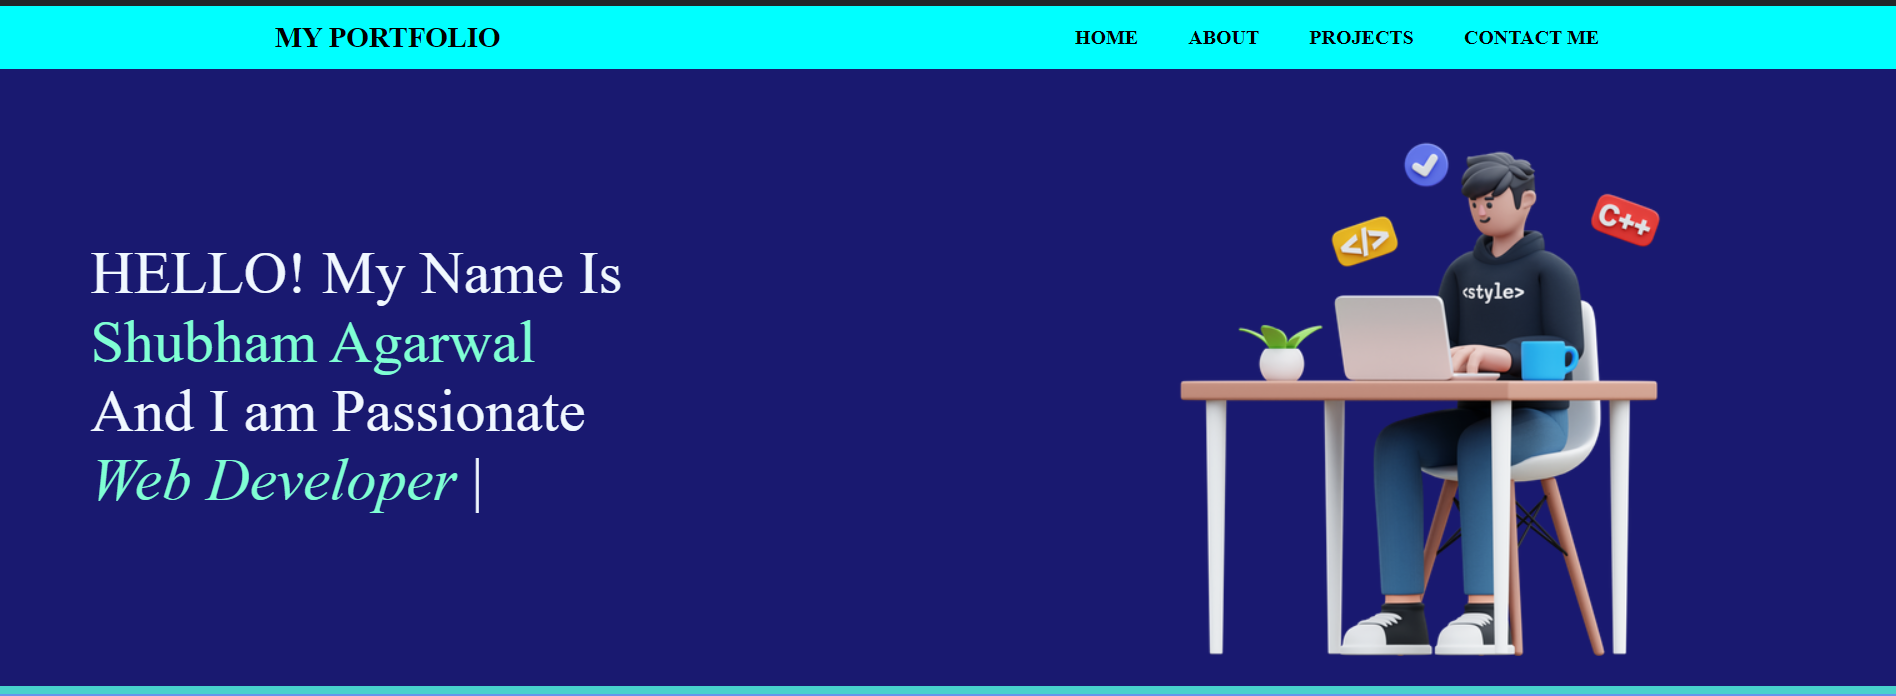 MY PORTFOLIO
HOME ABOUT PROJECTS CONTACT ME
HELLO! My Name Is
Shubham Agarwal
And I am Passionate
Web Developer |
</>
C++
<style>